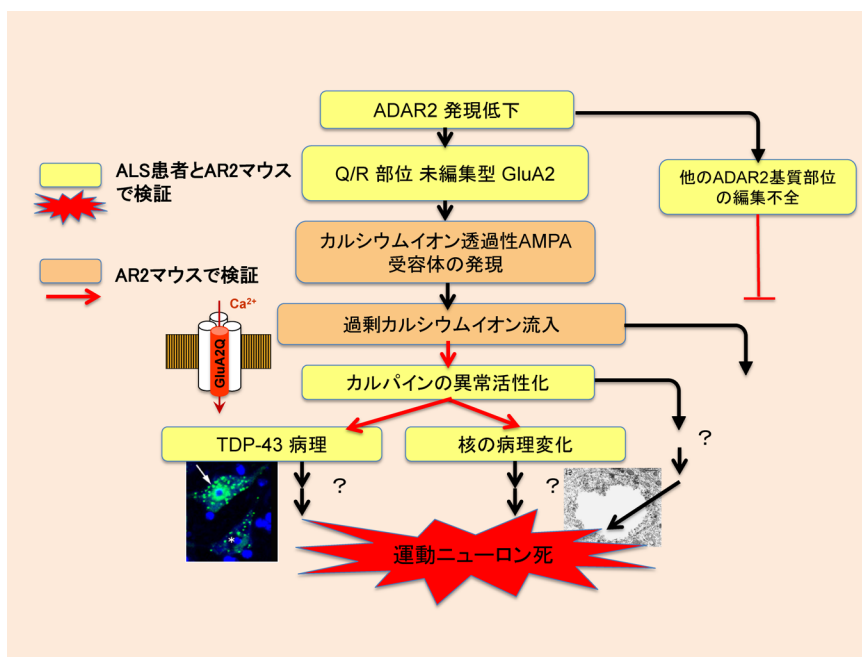 ADAR2 発現低下
ALS患者とAR2マウス
で検証
Q/R 部位 未編集型 GluA2
他のADAR2基質部位
の編集不全
カルシウムイオン透過性AMPA
受容体の発現
AR2マウスで検証
Ca2+
過剰カルシウムイオン流入
GluA2Q
カルパインの異常活性化
TDP-43 病理
核の病理変化
?
?
?
*
運動ニューロン死